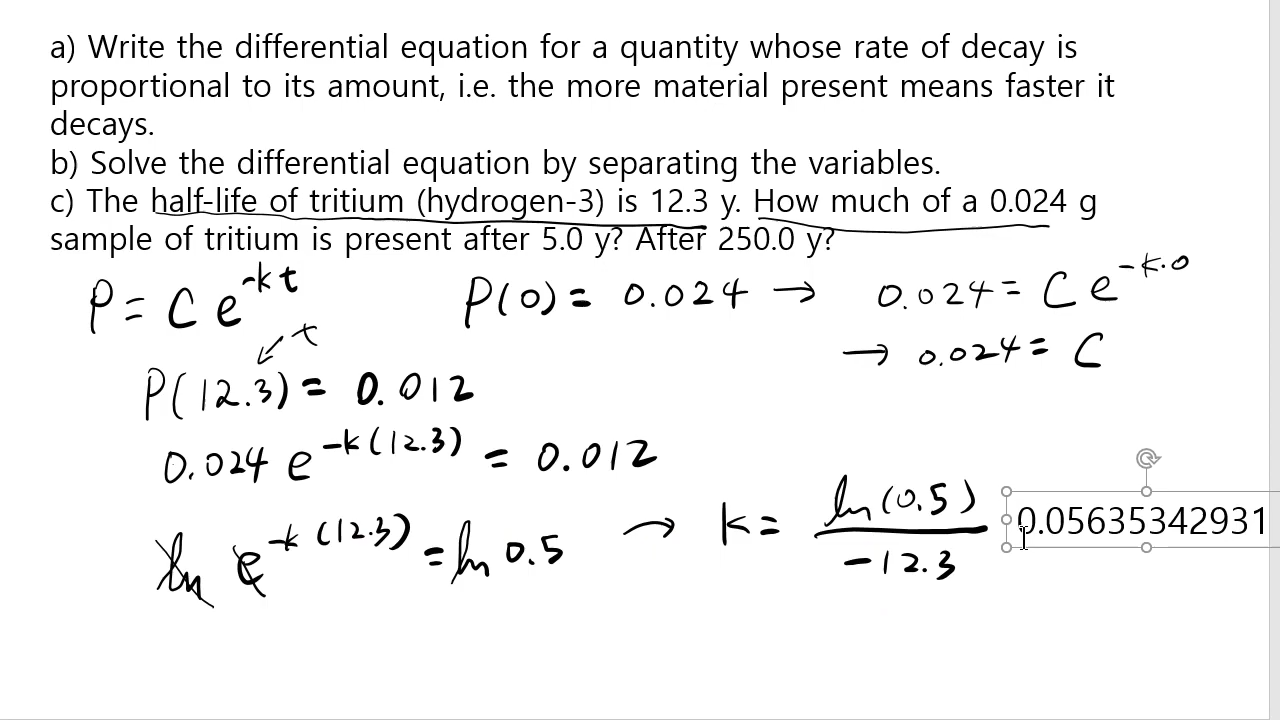 a) Write the differential equation for a quantity whose rate of decay is
proportional to its amount, i.e. the more material present means faster it
decays.
b) Solve the differential equation by separating the variables.
c) The half-life of tritium (hydrogen-3) is 12.3 y. How much of a 0.024 g
sample of tritium is present after 5.0 y? After 250.0 y?
P = C e^{-kt}
P(0) = 0.024 → 0.024 = C e^{-k·0}
→ 0.024 = C
t
P(12.3) = 0.012
0.024 e^{-k(12.3)} = 0.012
ln e^{-k(12.3)} = ln 0.5 → k = ln(0.5) / -12.3
0.05635342931